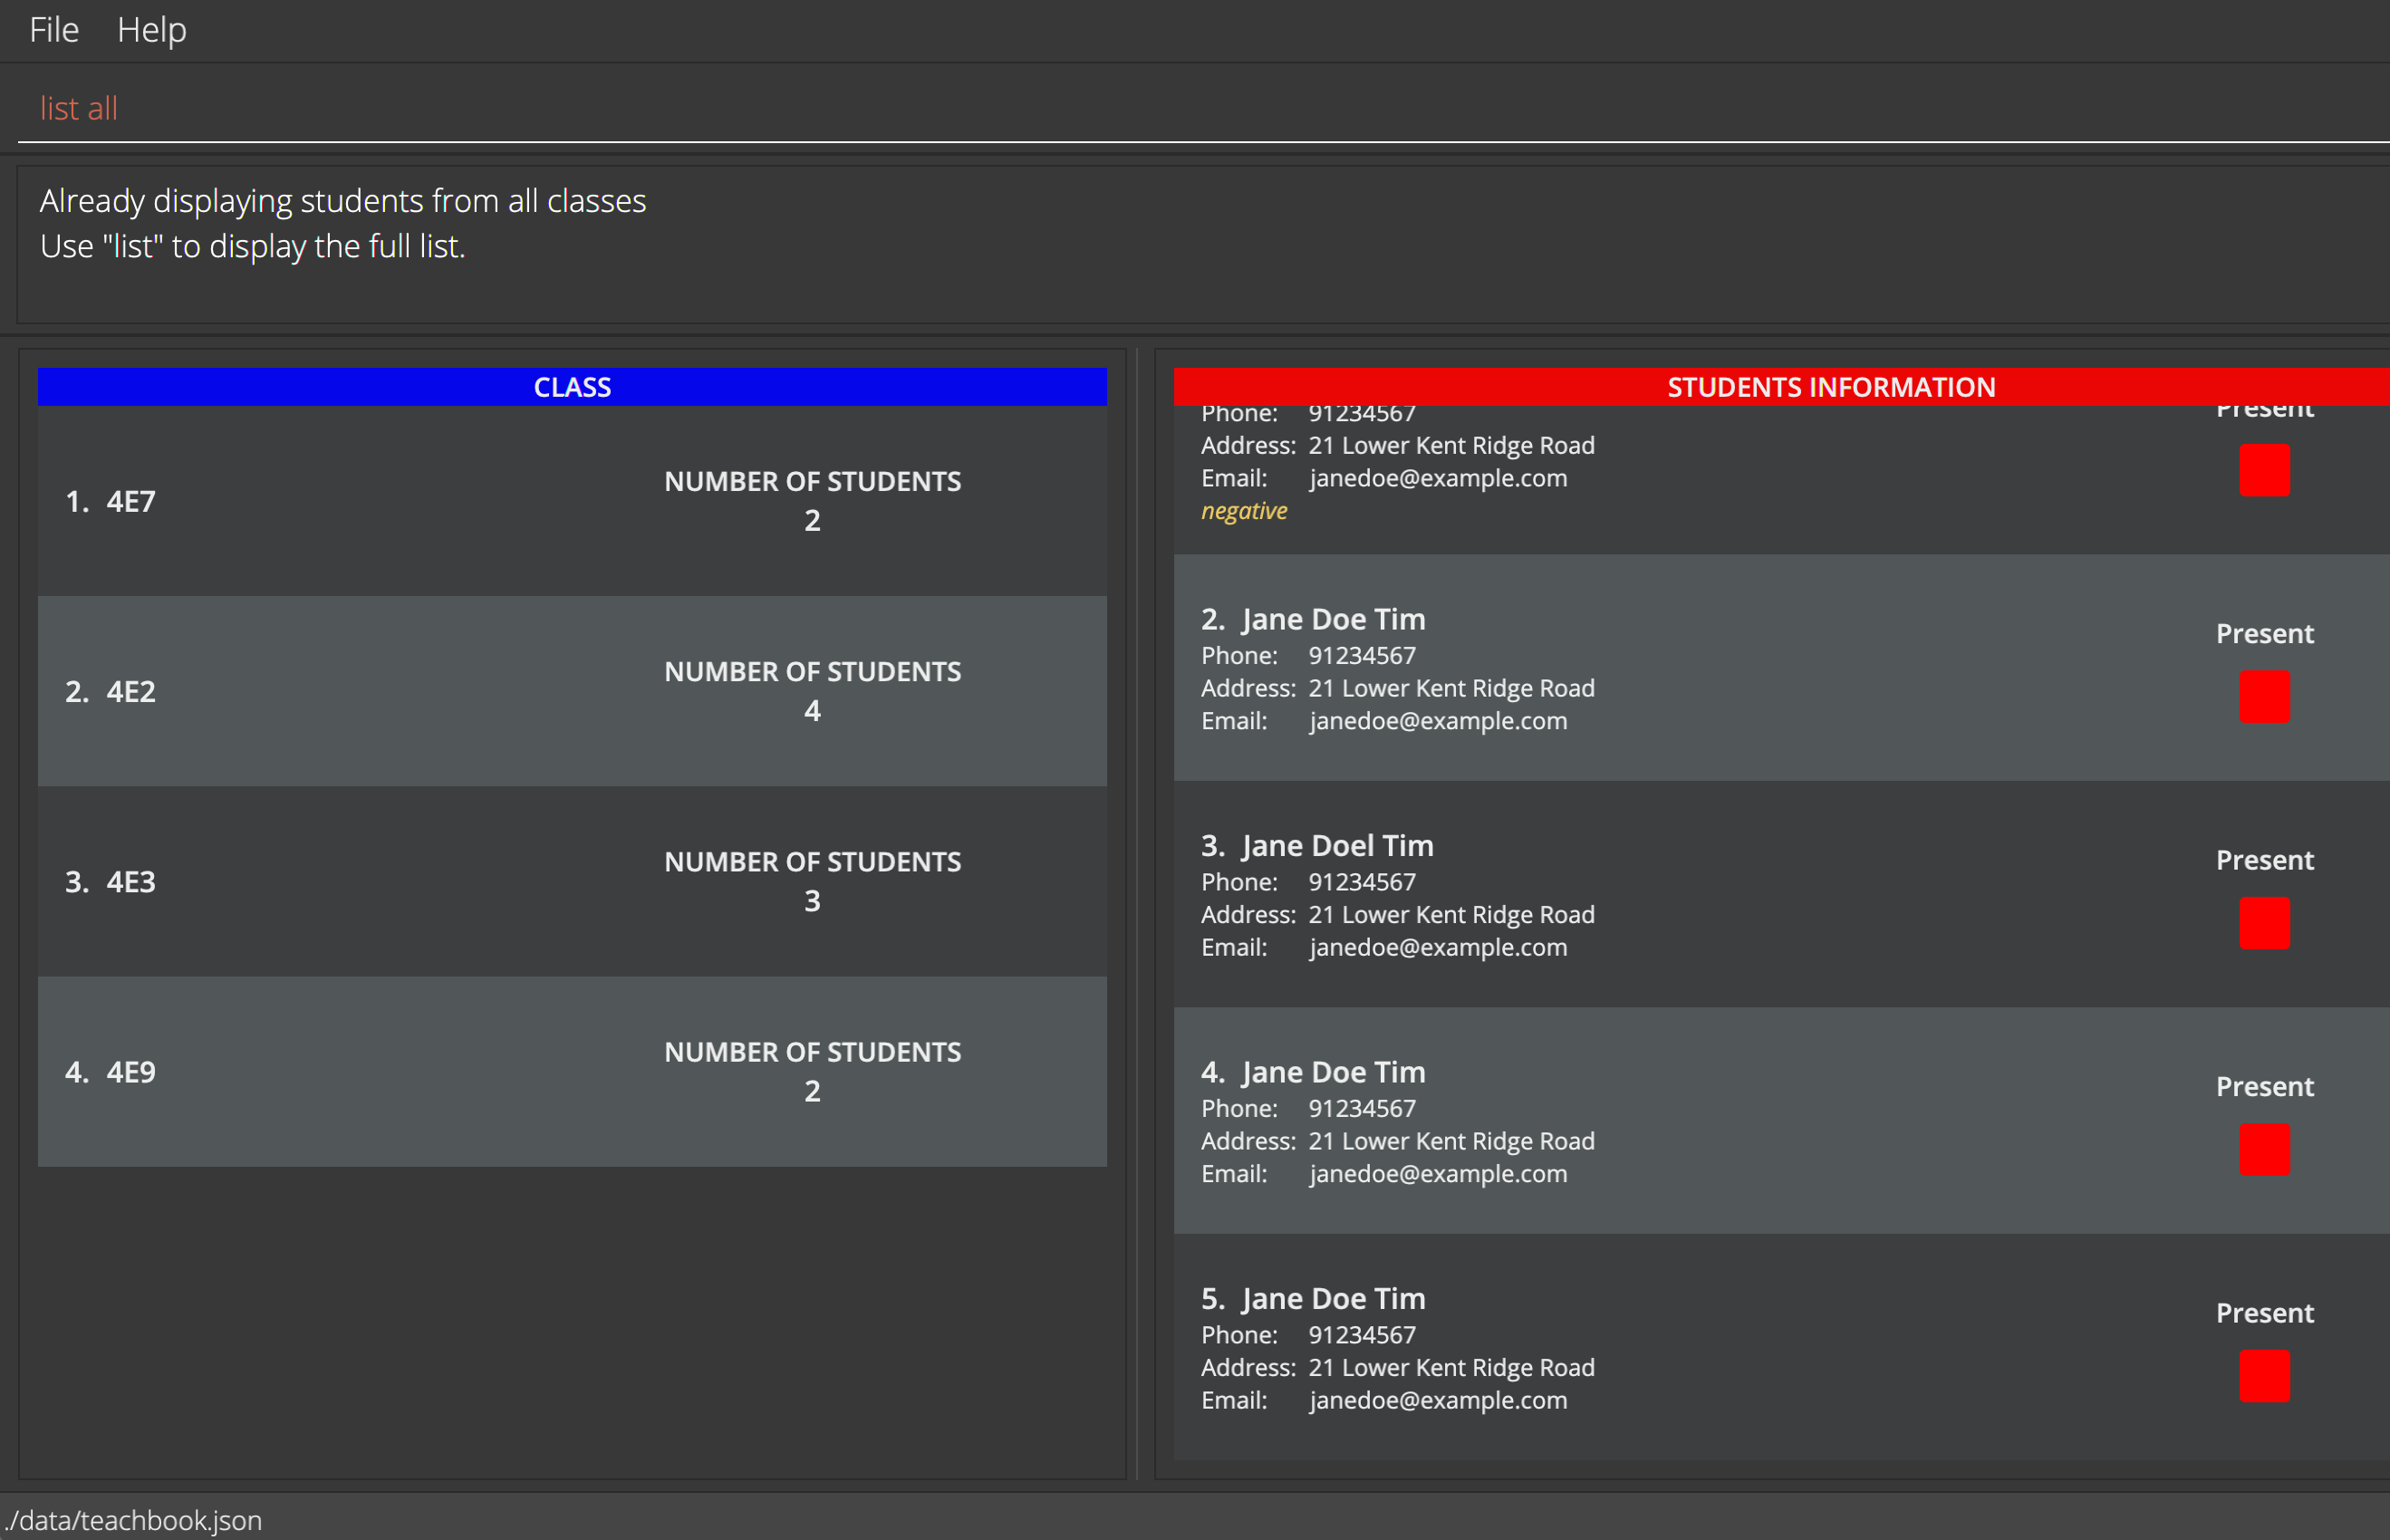 File Help
list all
Already displaying students from all classes
Use "list" to display the full list.
CLASS
1. 4E7
NUMBER OF STUDENTS
2
2. 4E2
NUMBER OF STUDENTS
4
3. 4E3
NUMBER OF STUDENTS
3
4. 4E9
NUMBER OF STUDENTS
2
STUDENTS INFORMATION
Phone: 91234567
Present
Address: 21 Lower Kent Ridge Road
Email: janedoe@example.com
negative
2. Jane Doe Tim
Present
Phone: 91234567
Address: 21 Lower Kent Ridge Road
Email: janedoe@example.com
3. Jane Doel Tim
Present
Phone: 91234567
Address: 21 Lower Kent Ridge Road
Email: janedoe@example.com
4. Jane Doe Tim
Present
Phone: 91234567
Address: 21 Lower Kent Ridge Road
Email: janedoe@example.com
5. Jane Doe Tim
Present
Phone: 91234567
Address: 21 Lower Kent Ridge Road
Email: janedoe@example.com
./data/teachbook.json